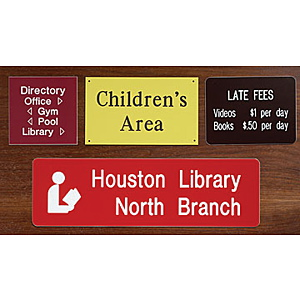 Directory
Office ▷
◁ Gym
◁ Pool
Library ▷
Children's
Area
LATE FEES
Videos $1 per day
Books $.50 per day
Houston Library
North Branch